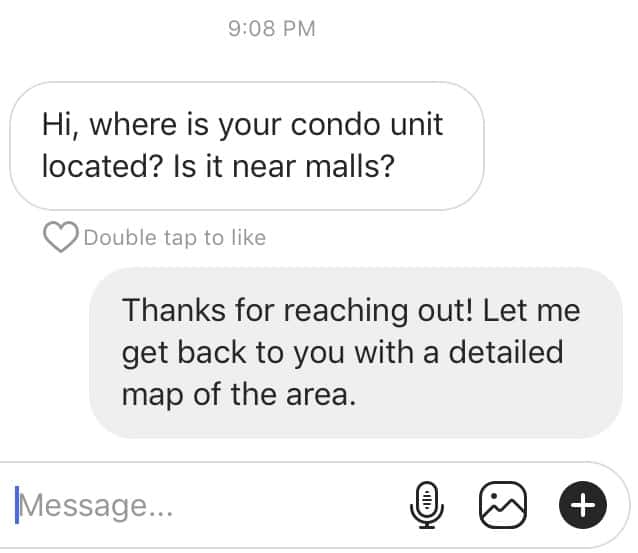 9:08 PM
Hi, where is your condo unit
located? Is it near malls?
Double tap to like
Thanks for reaching out! Let me
get back to you with a detailed
map of the area.
Message...